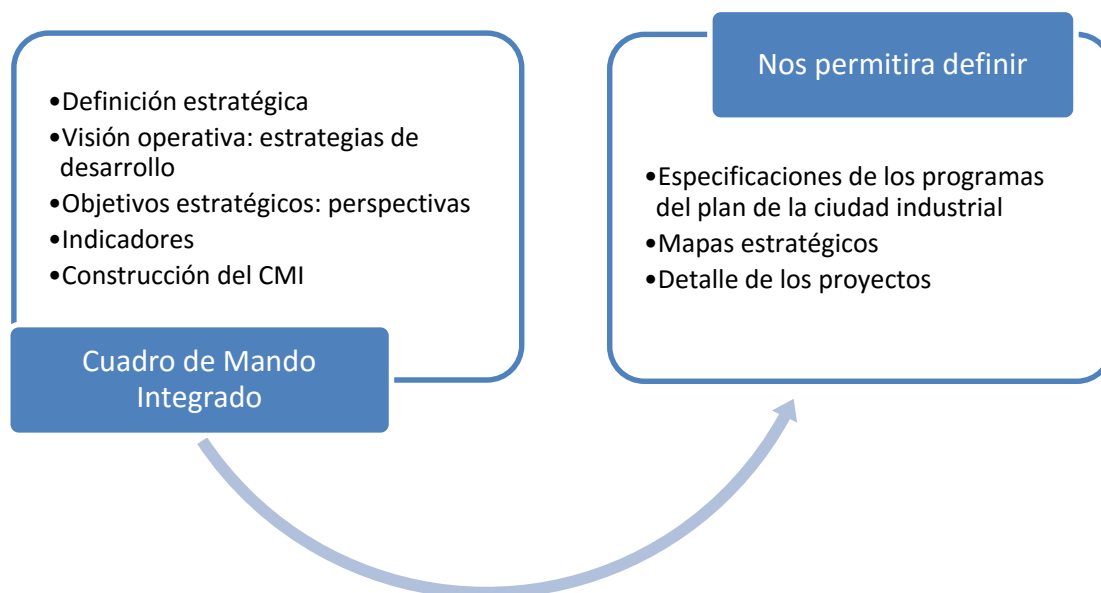 •Definición estratégica
•Visión operativa: estrategias de
desarrollo
•Objetivos estratégicos: perspectivas
•Indicadores
•Construcción del CMI
Cuadro de Mando
Integrado
Nos permitira definir
•Especificaciones de los programas
del plan de la ciudad industrial
•Mapas estratégicos
•Detalle de los proyectos